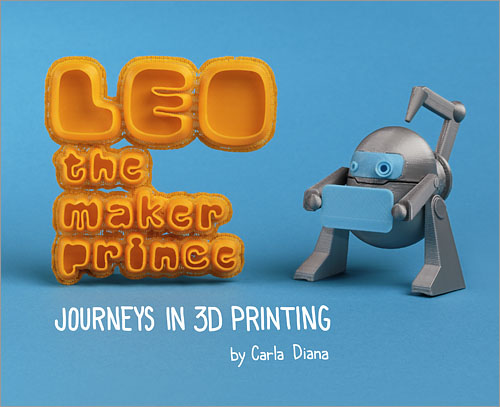 LEO
the
maker
prince
JOURNEYS IN 3D PRINTING
by Carla Diana